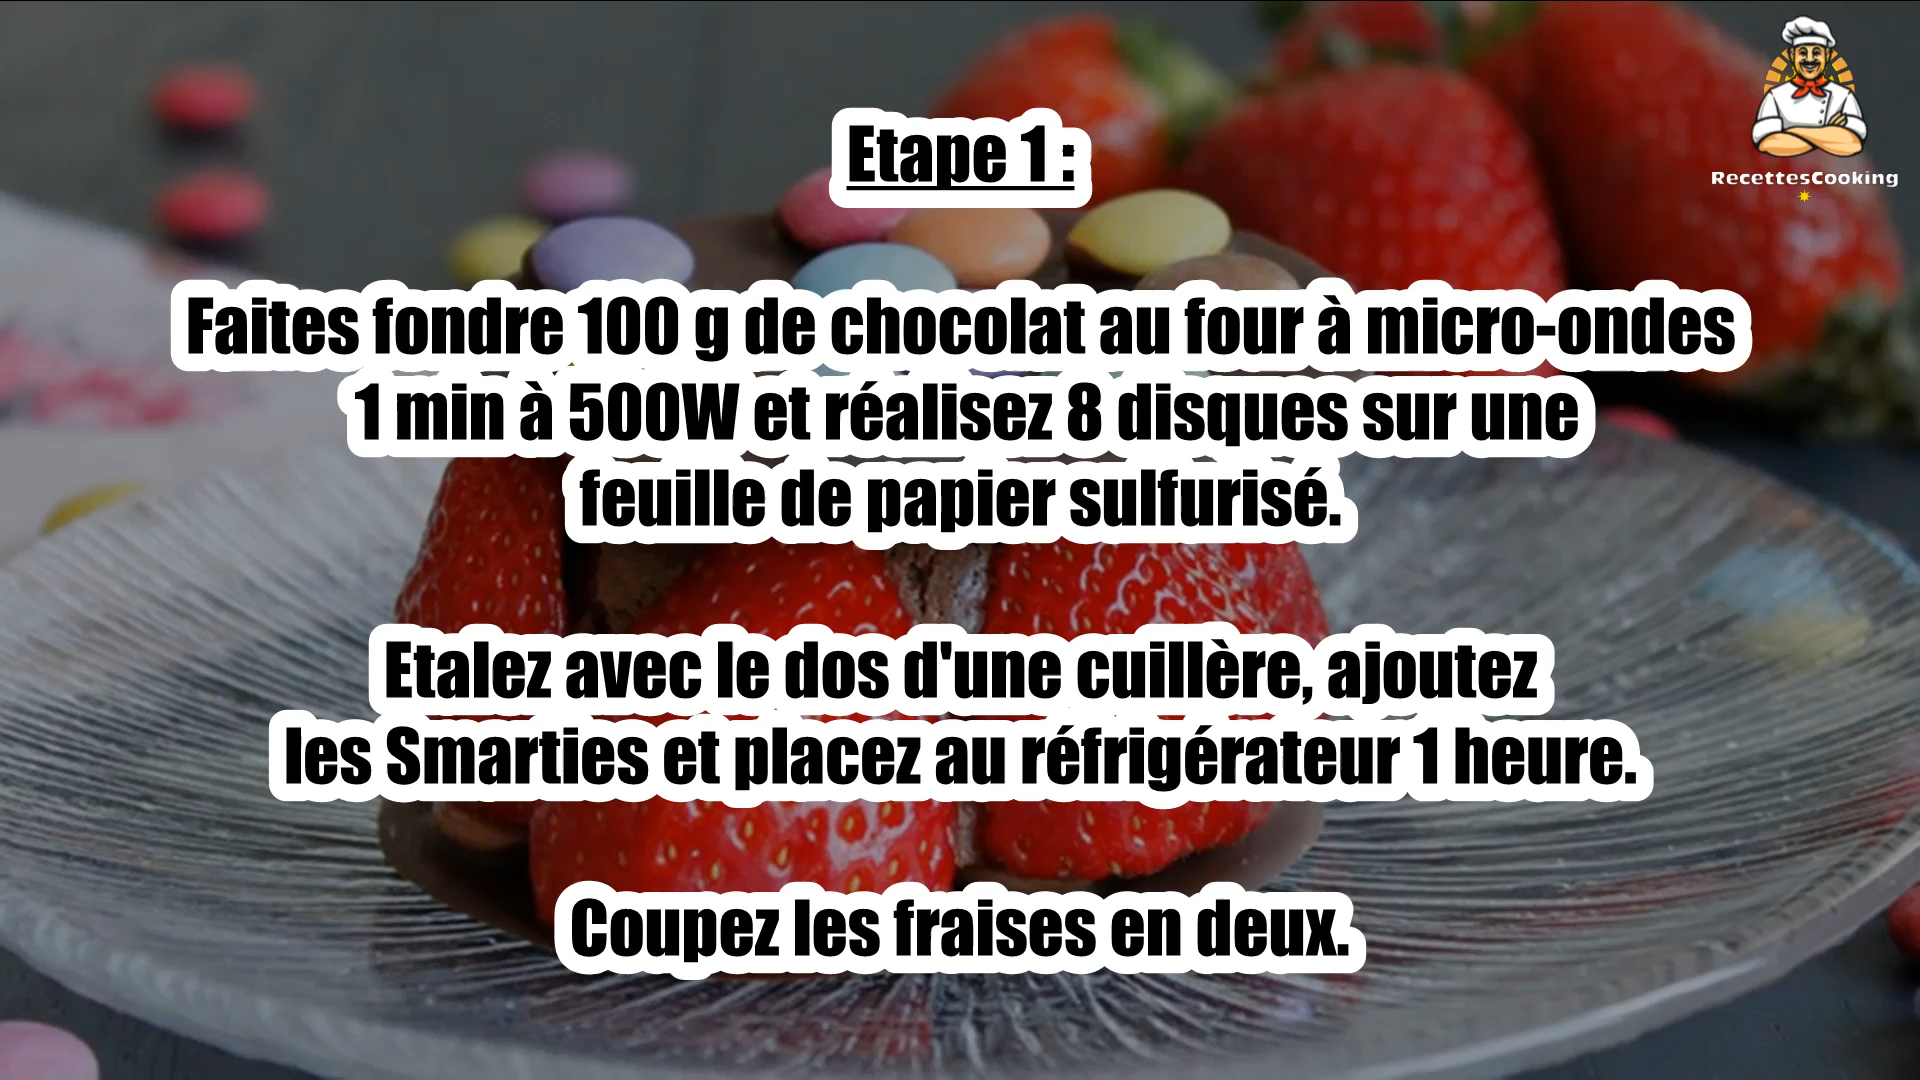 RecettesCooking
Etape 1 :
Faites fondre 100 g de chocolat au four à micro-ondes
1 min à 500W et réalisez 8 disques sur une
feuille de papier sulfurisé.
Etalez avec le dos d'une cuillère, ajoutez
les Smarties et placez au réfrigérateur 1 heure.
Coupez les fraises en deux.